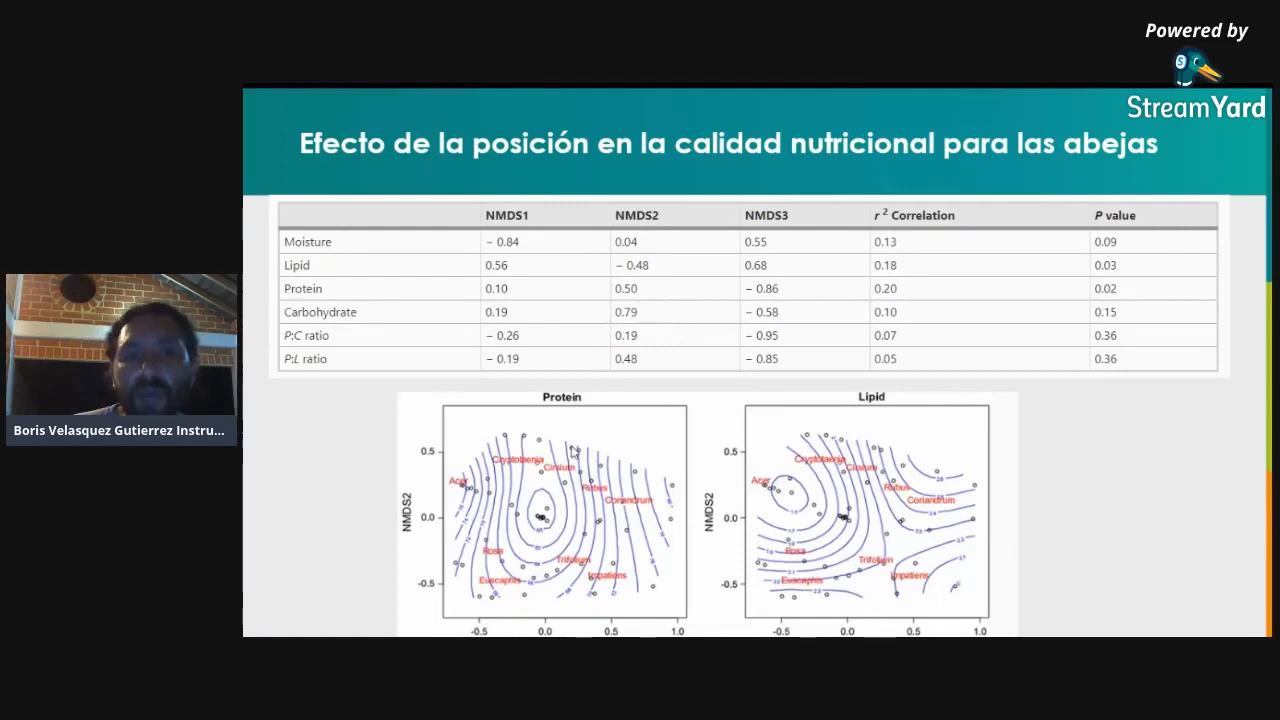 Powered by
StreamYard
Efecto de la posición en la calidad nutricional para las abejas
NMDS1 NMDS2 NMDS3 r² Correlation P value
Moisture − 0.84 0.04 0.55 0.13 0.09
Lipid 0.56 − 0.48 0.68 0.18 0.03
Protein 0.10 0.50 − 0.86 0.20 0.02
Carbohydrate 0.19 0.79 − 0.58 0.10 0.15
P:C ratio − 0.26 0.19 − 0.95 0.07 0.36
P:L ratio − 0.19 0.48 − 0.85 0.05 0.36
Boris Velasquez Gutierrez Instru...
Protein
NMDS2
0.5
0.0
-0.5
Cryptotaenia
Cirsium
Acer
Rubus
Coriandrum
Rosa
Trifolium
Euscaphis
Impatiens
-0.5 0.0 0.5 1.0
Lipid
NMDS2
0.5
0.0
-0.5
Cryptotaenia
Cirsium
Acer
Rubus
Coriandrum
Rosa
Trifolium
Euscaphis
Impatiens
-0.5 0.0 0.5 1.0